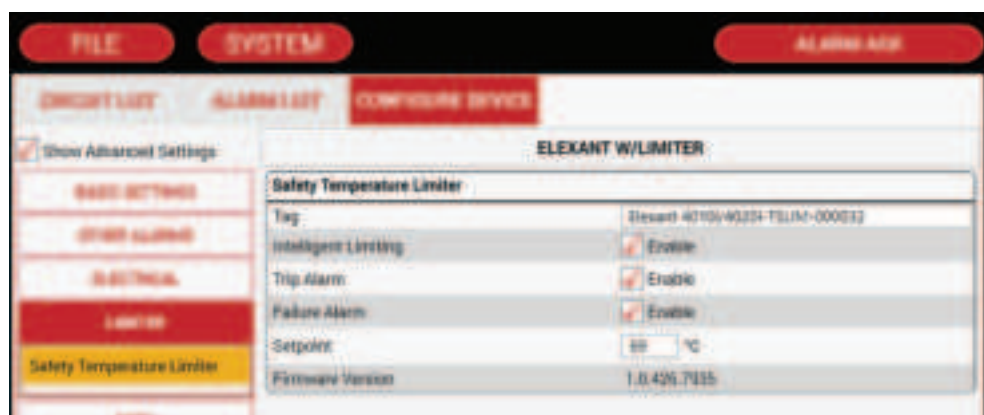 FILE SYSTEM ALARM ACK
CIRCUIT LIST ALARM LIST CONFIGURE DEVICE
Show Advanced Settings ELEXANT W/LIMITER
BASIC SETTINGS Safety Temperature Limiter
Tag
OTHER ALARMS Intelligent Limiting Enable
ELECTRICAL Trip Alarm Enable
LIMITER Failure Alarm Enable
Setpoint °C
Safety Temperature Limiter
Firmware Version